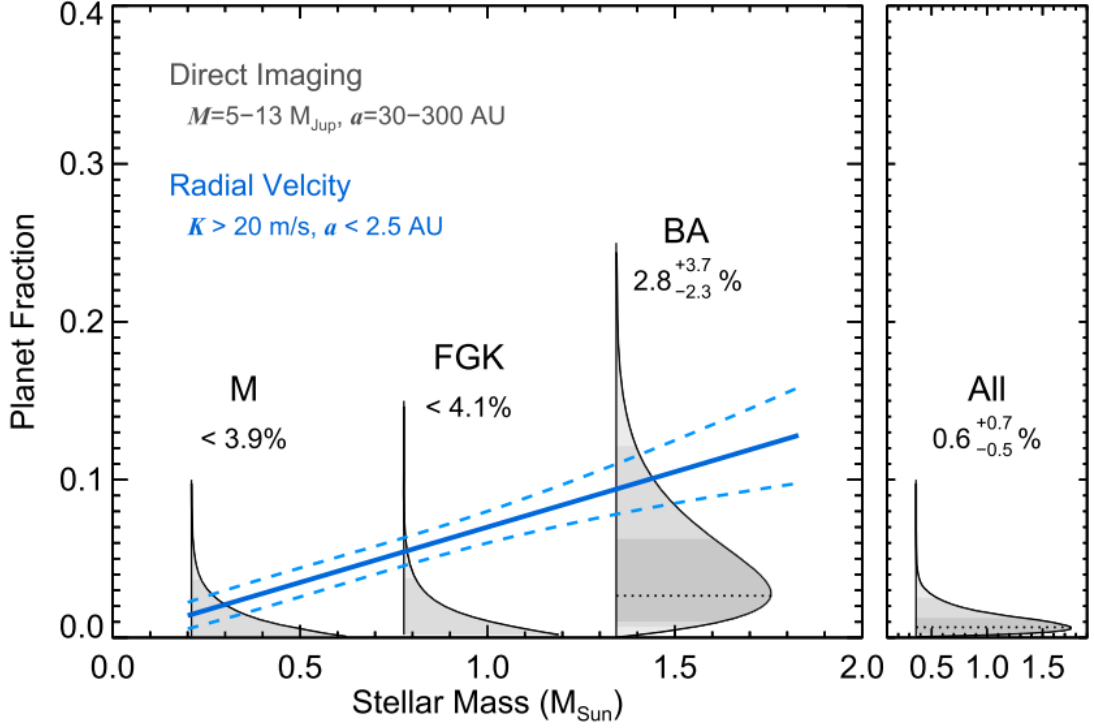 0.4
0.3
0.2
0.1
0.0
Planet Fraction
Direct Imaging
M=5−13 M_Jup, a=30−300 AU
Radial Velcity
K > 20 m/s, a < 2.5 AU
M
< 3.9%
FGK
< 4.1%
BA
2.8 +3.7 −2.3 %
All
0.6 +0.7 −0.5 %
0.0 0.5 1.0 1.5 2.0
0.5 1.0 1.5
Stellar Mass (M_Sun)